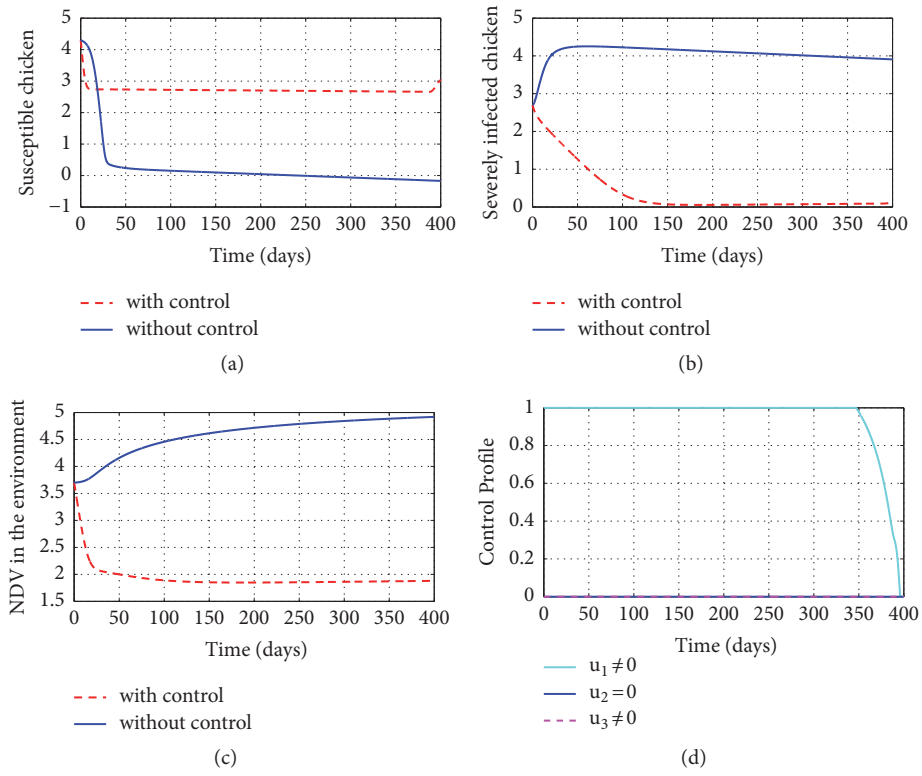 5
4
3
2
1
0
−1
Susceptible chicken
0 50 100 150 200 250 300 350 400
Time (days)
with control
without control
(a)
5
4
3
2
1
0
Severely infected chicken
0 50 100 150 200 250 300 350 400
Time (days)
with control
without control
(b)
5
4.5
4
3.5
3
2.5
2
1.5
NDV in the environment
0 50 100 150 200 250 300 350 400
Time (days)
with control
without control
(c)
1
0.8
0.6
0.4
0.2
0
Control Profile
0 50 100 150 200 250 300 350 400
Time (days)
u₁ ≠ 0
u₂ = 0
u₃ ≠ 0
(d)